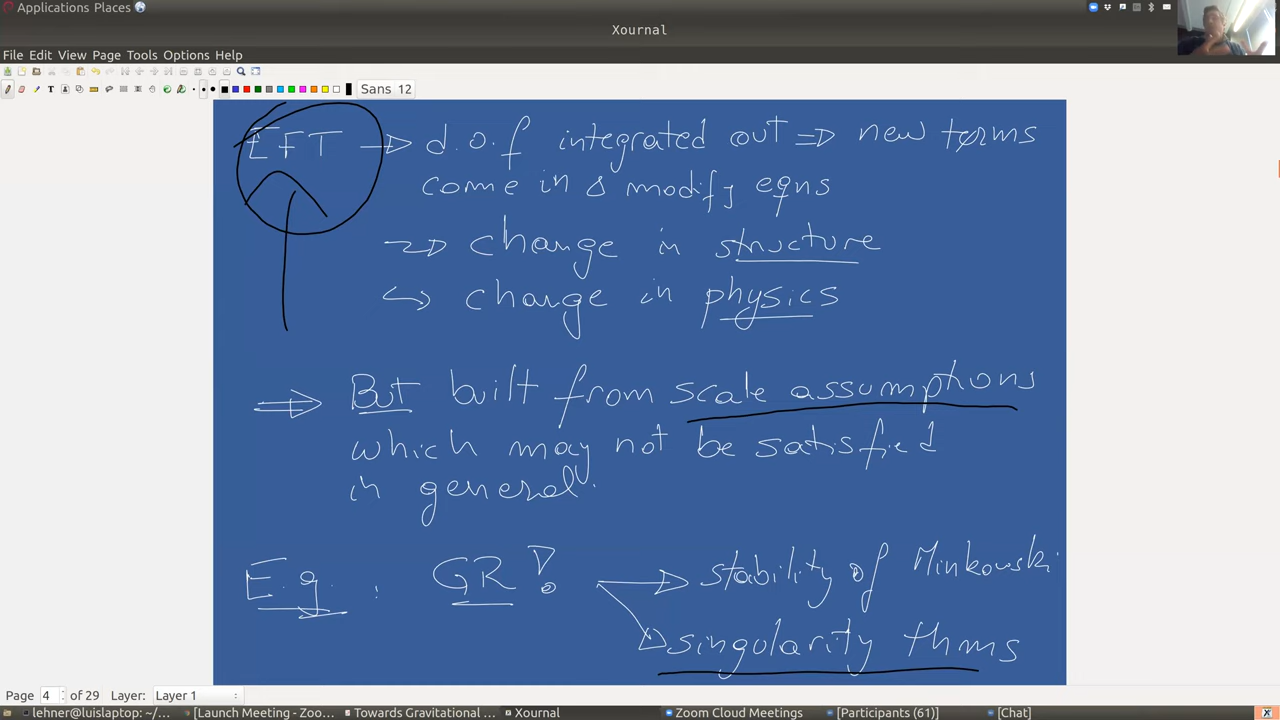 Applications Places
Xournal
File Edit View Page Tools Options Help
Sans 12
EFT → d.o.f integrated out ⇒ new terms
come in & modify eqns
→ change in structure
↪ change in physics
⇒ But built from scale assumptions
which may not be satisfied
in general.
E.g. : GR! → stability of Minkowski
→ singularity thms
Page 4 of 29 Layer: Layer 1
lehner@luislaptop: ~/... [Launch Meeting - Zoo... Towards Gravitational ... Xournal Zoom Cloud Meetings [Participants (61)] [Chat]